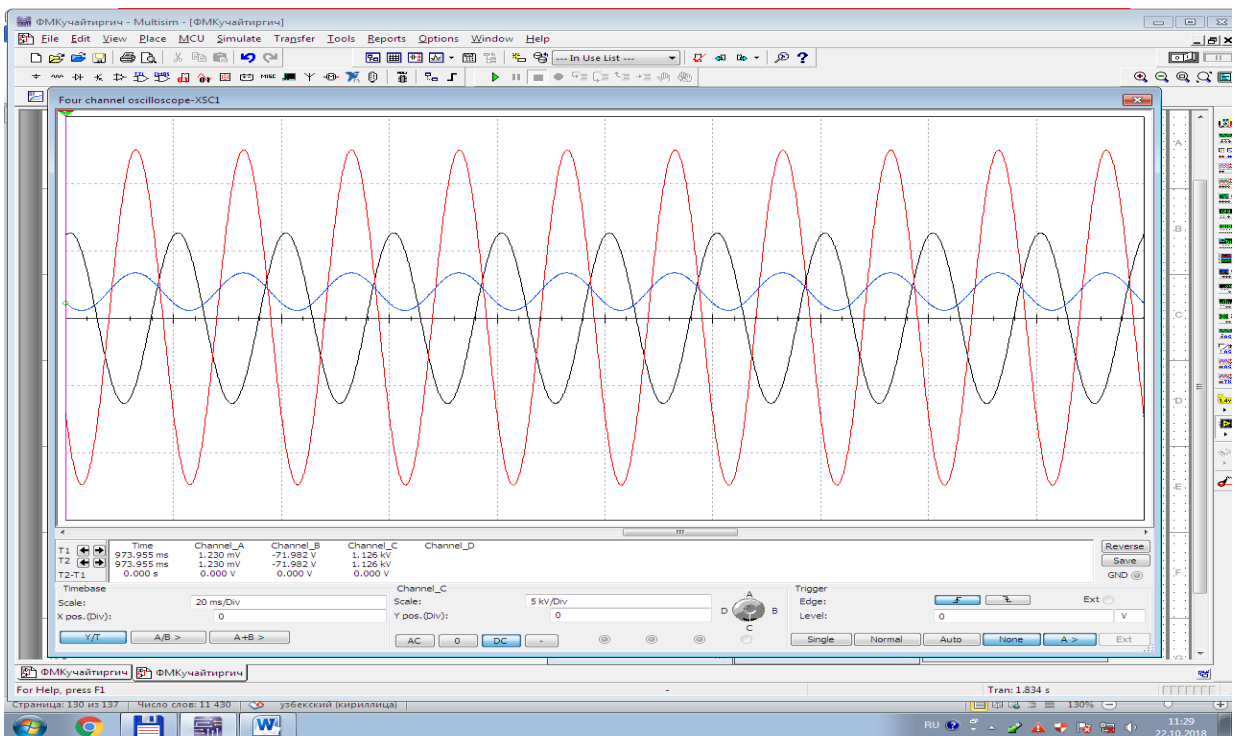 ФМКучайтиргич - Multisim - [ФМКучайтиргич]
File Edit View Place MCU Simulate Transfer Tools Reports Options Window Help
--- In Use List ---
Four channel oscilloscope-XSC1
A
B
C
D
E
F
G
Time Channel_A Channel_B Channel_C Channel_D
T1 973.955 ms 1.230 mV -71.982 V 1.126 kV
T2 973.955 ms 1.230 mV -71.982 V 1.126 kV
T2-T1 0.000 s 0.000 V 0.000 V 0.000 V
Reverse
Save
GND
Timebase
Scale: 20 ms/Div
X pos.(Div): 0
Y/T A/B > A+B >
Channel_C
Scale: 5 kV/Div
Y pos.(Div): 0
AC 0 DC -
A
B
C
D
Trigger
Edge: Ext
Level: 0 V
Single Normal Auto None A > Ext
ФМКучайтиргич ФМКучайтиргич
For Help, press F1 - Tran: 1.834 s
Страница: 130 из 137 Число слов: 11 430 узбекский (кириллица) 130%
RU 11:29
22.10.2018